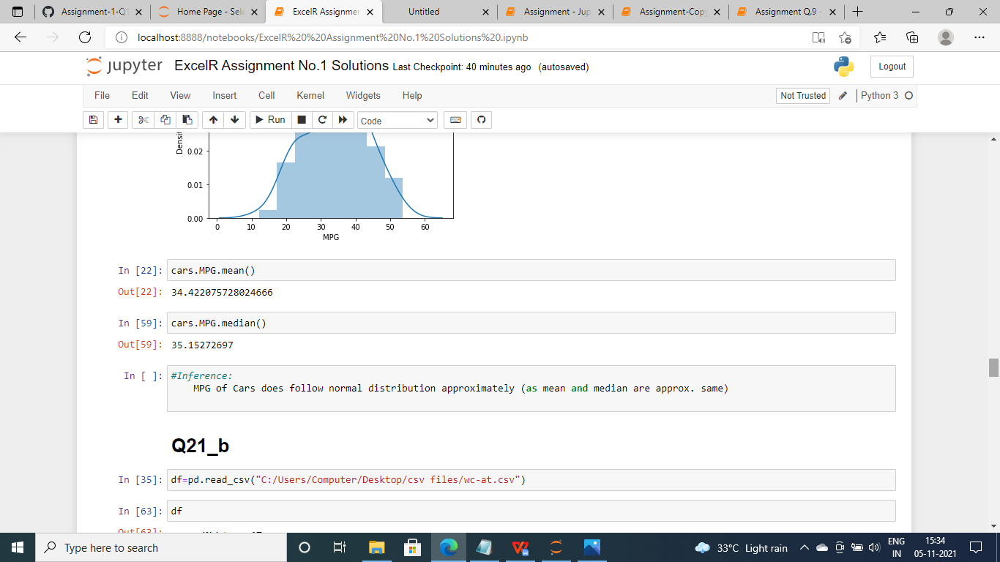 Assignment-1-Q1
Home Page - Sele
ExcelR Assignmen
Untitled
Assignment - Jup
Assignment-Copy
Assignment Q.9 -
localhost:8888/notebooks/ExcelR%20%20Assignment%20No.1%20Solutions%20.ipynb
jupyter ExcelR Assignment No.1 Solutions Last Checkpoint: 40 minutes ago (autosaved)
Logout
File Edit View Insert Cell Kernel Widgets Help
Not Trusted
Python 3
Run
Code
Densit
0.02
0.01
0.00
0 10 20 30 40 50 60
MPG
In [22]: cars.MPG.mean()
Out[22]: 34.422075728024666
In [59]: cars.MPG.median()
Out[59]: 35.15272697
In [ ]: #Inference:
MPG of Cars does follow normal distribution approximately (as mean and median are approx. same)
Q21_b
In [35]: df=pd.read_csv("C:/Users/Computer/Desktop/csv files/wc-at.csv")
In [63]: df
Out[63]:
Type here to search
33°C Light rain
ENG
IN
15:34
05-11-2021